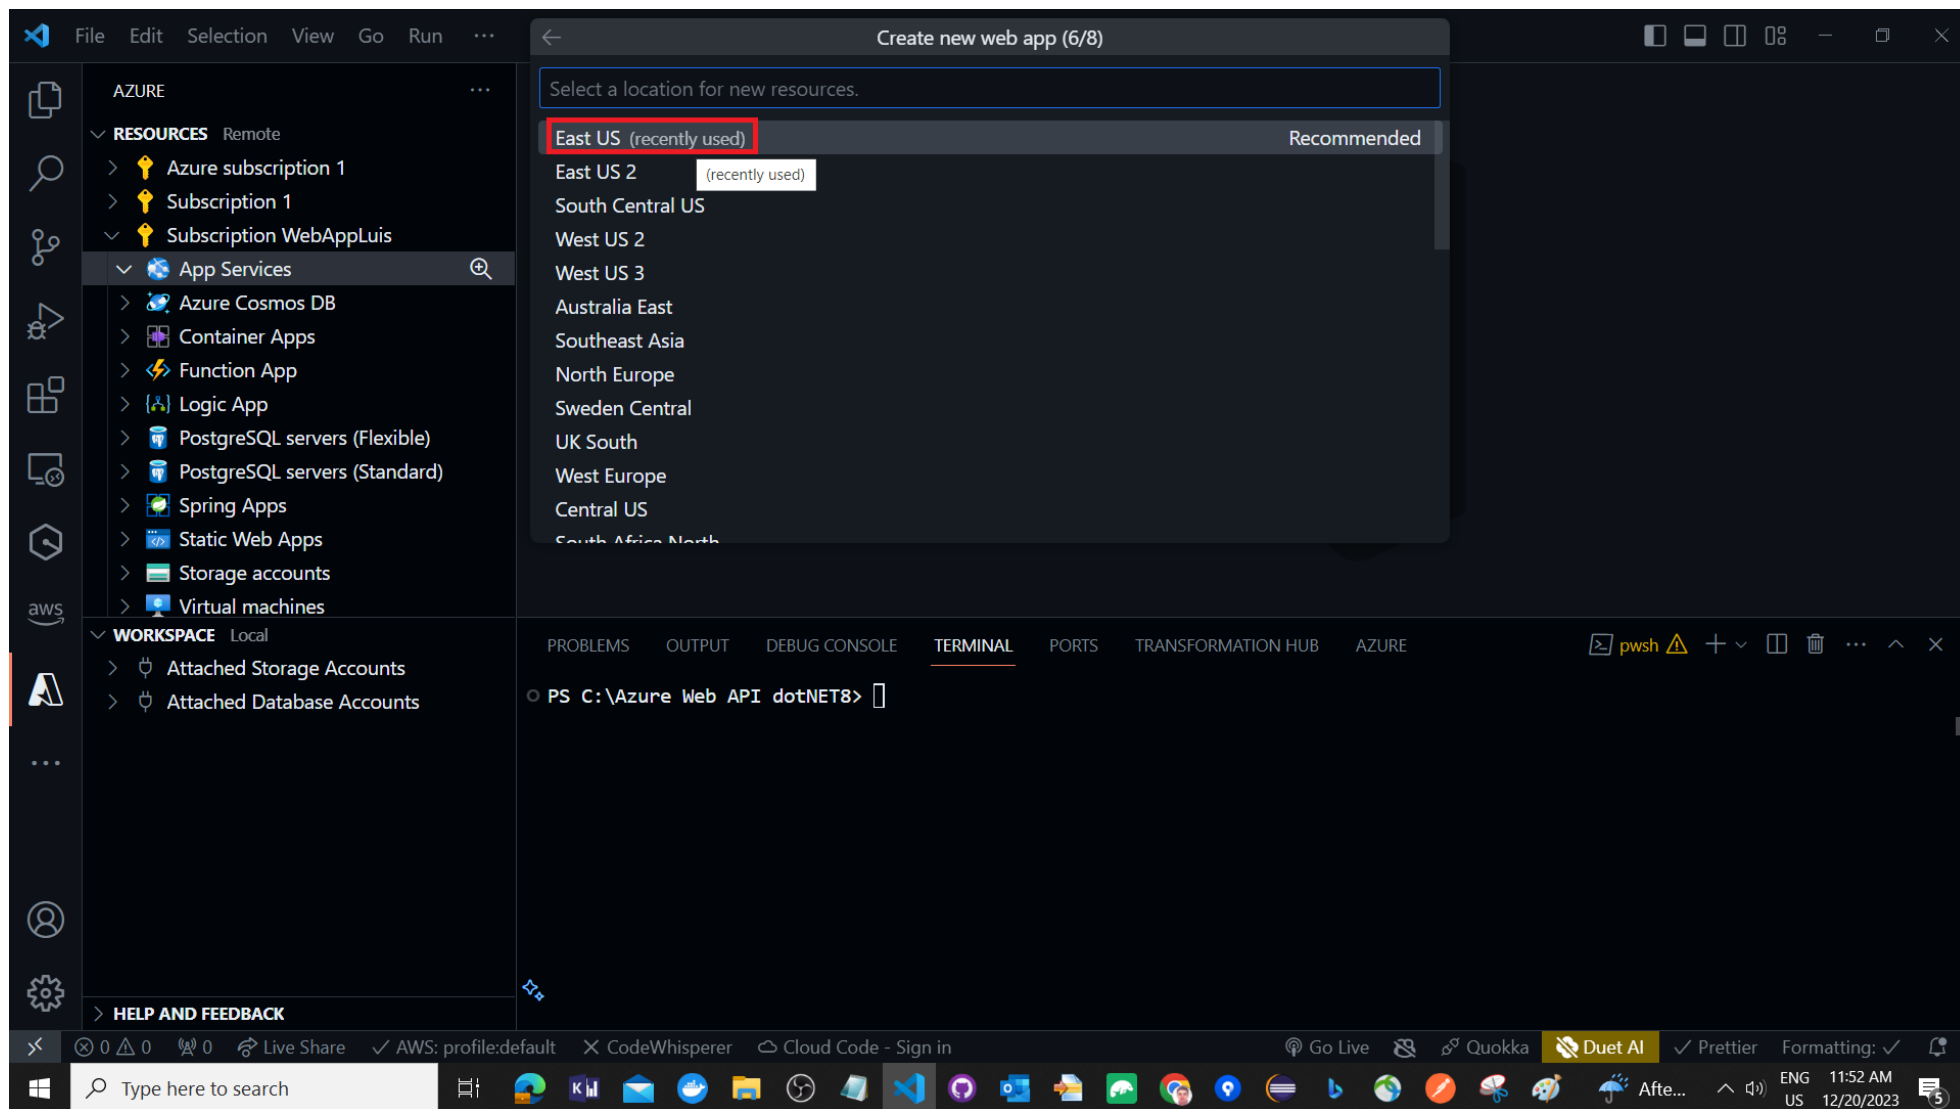 File Edit Selection View Go Run ···
Create new web app (6/8)
Select a location for new resources.
East US (recently used) Recommended
(recently used)
East US 2
South Central US
West US 2
West US 3
Australia East
Southeast Asia
North Europe
Sweden Central
UK South
West Europe
Central US
South Africa North
AZURE ···
RESOURCES Remote
Azure subscription 1
Subscription 1
Subscription WebAppLuis
App Services
Azure Cosmos DB
Container Apps
Function App
Logic App
PostgreSQL servers (Flexible)
PostgreSQL servers (Standard)
Spring Apps
Static Web Apps
Storage accounts
Virtual machines
WORKSPACE Local
Attached Storage Accounts
Attached Database Accounts
HELP AND FEEDBACK
aws
PROBLEMS OUTPUT DEBUG CONSOLE TERMINAL PORTS TRANSFORMATION HUB AZURE
pwsh
PS C:\Azure Web API dotNET8>
0 0 0 Live Share AWS: profile:default CodeWhisperer Cloud Code - Sign in Go Live Quokka Duet AI Prettier Formatting:
Type here to search
Afte...
ENG 11:52 AM
US 12/20/2023
5